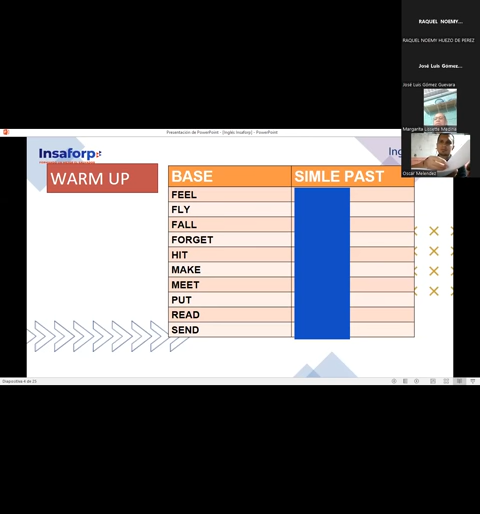 RAQUEL NOEMY...
RAQUEL NOEMY HUEZO DE PEREZ
José Luis Gómez...
José Luis Gómez Guevara
Margarita
Oscar Melendez
Presentación de PowerPoint - [Inglés Insaforp] - PowerPoint
Insaforp
Ing
WARM UP
BASE SIMLE PAST
FEEL
FLY
FALL
FORGET
HIT
MAKE
MEET
PUT
READ
SEND
Diapositiva 4 de 23